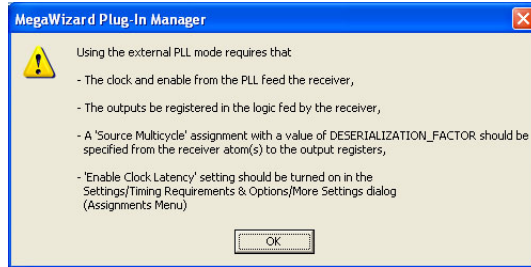 MegaWizard Plug-In Manager
Using the external PLL mode requires that
- The clock and enable from the PLL feed the receiver,
- The outputs be registered in the logic fed by the receiver,
- A 'Source Multicycle' assignment with a value of DESERIALIZATION_FACTOR should be
specified from the receiver atom(s) to the output registers,
- 'Enable Clock Latency' setting should be turned on in the
Settings/Timing Requirements & Options/More Settings dialog
(Assignments Menu)
OK